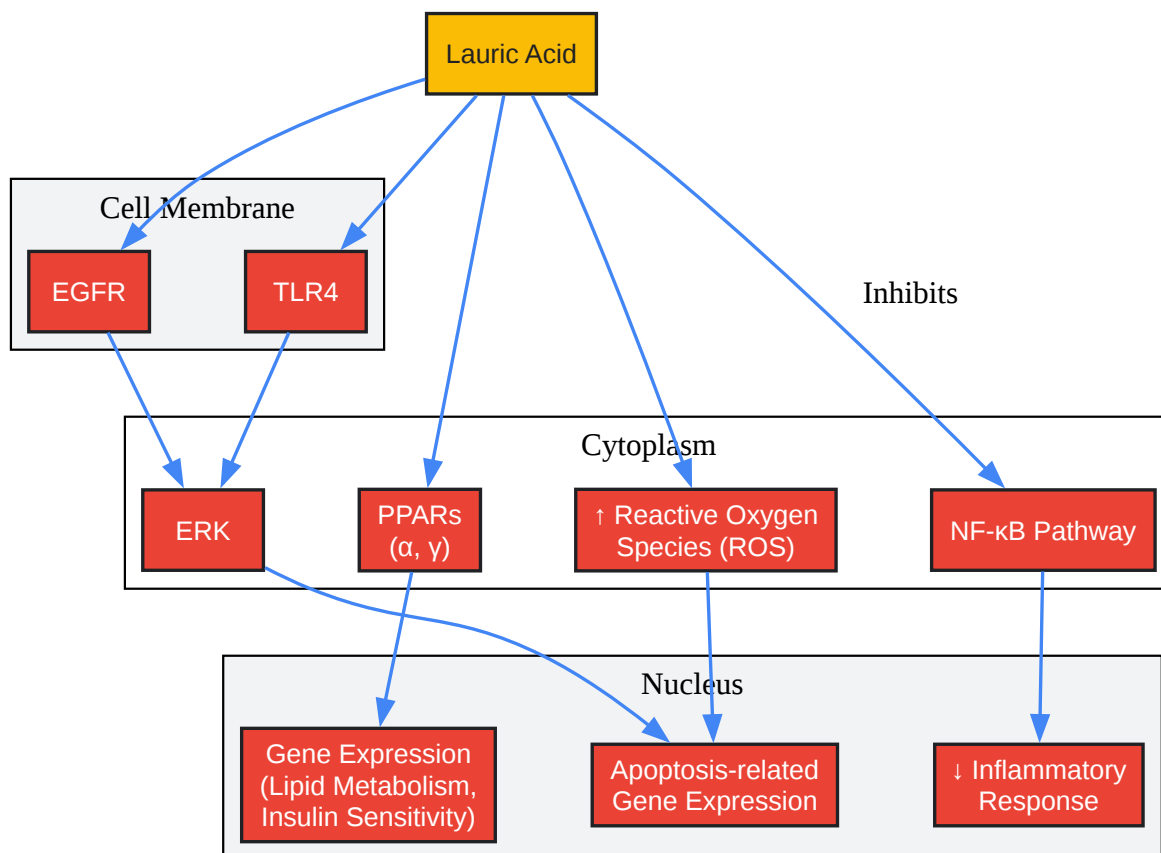 Lauric Acid
Cell Membrane
EGFR
TLR4
Inhibits
Cytoplasm
ERK
PPARs
(α, γ)
↑ Reactive Oxygen
Species (ROS)
NF-κB Pathway
Nucleus
Gene Expression
(Lipid Metabolism,
Insulin Sensitivity)
Apoptosis-related
Gene Expression
↓ Inflammatory
Response